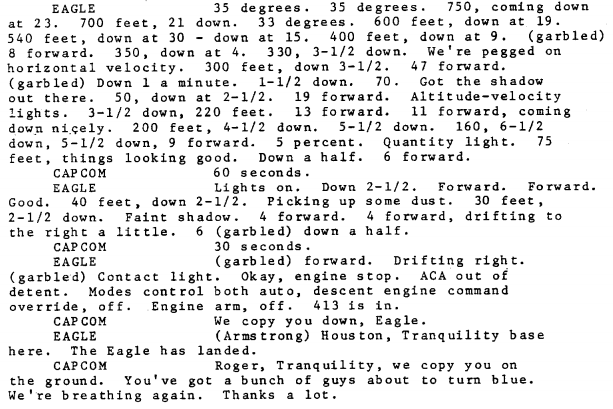 EAGLE 35 degrees. 35 degrees. 750, coming down
at 23. 700 feet, 21 down. 33 degrees. 600 feet, down at 19.
540 feet, down at 30 - down at 15. 400 feet, down at 9. (garbled)
8 forward. 350, down at 4. 330, 3-1/2 down. We're pegged on
horizontal velocity. 300 feet, down 3-1/2. 47 forward.
(garbled) Down 1 a minute. 1-1/2 down. 70. Got the shadow
out there. 50, down at 2-1/2. 19 forward. Altitude-velocity
lights. 3-1/2 down, 220 feet. 13 forward. 11 forward, coming
down nicely. 200 feet, 4-1/2 down. 5-1/2 down. 160, 6-1/2
down, 5-1/2 down, 9 forward. 5 percent. Quantity light. 75
feet, things looking good. Down a half. 6 forward.
CAPCOM 60 seconds.
EAGLE Lights on. Down 2-1/2. Forward. Forward.
Good. 40 feet, down 2-1/2. Picking up some dust. 30 feet,
2-1/2 down. Faint shadow. 4 forward. 4 forward, drifting to
the right a little. 6 (garbled) down a half.
CAPCOM 30 seconds.
EAGLE (garbled) forward. Drifting right.
(garbled) Contact light. Okay, engine stop. ACA out of
detent. Modes control both auto, descent engine command
override, off. Engine arm, off. 413 is in.
CAPCOM We copy you down, Eagle.
EAGLE (Armstrong) Houston, Tranquility base
here. The Eagle has landed.
CAPCOM Roger, Tranquility, we copy you on
the ground. You've got a bunch of guys about to turn blue.
We're breathing again. Thanks a lot.